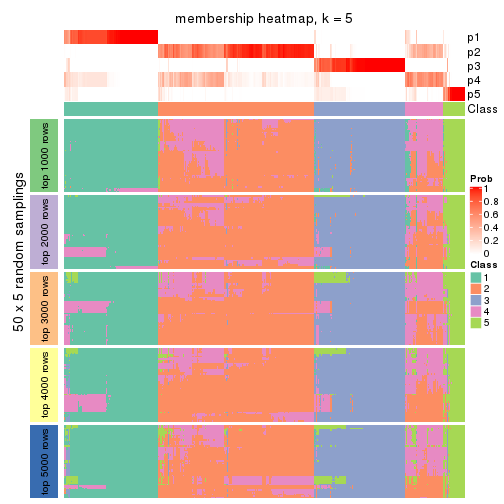 membership heatmap, k = 5
p1
p2
p3
p4
p5
Class
50 x 5 random samplings
top 1000 rows
top 2000 rows
top 3000 rows
top 4000 rows
top 5000 rows
Prob
1
0.8
0.6
0.4
0.2
0
Class
1
2
3
4
5